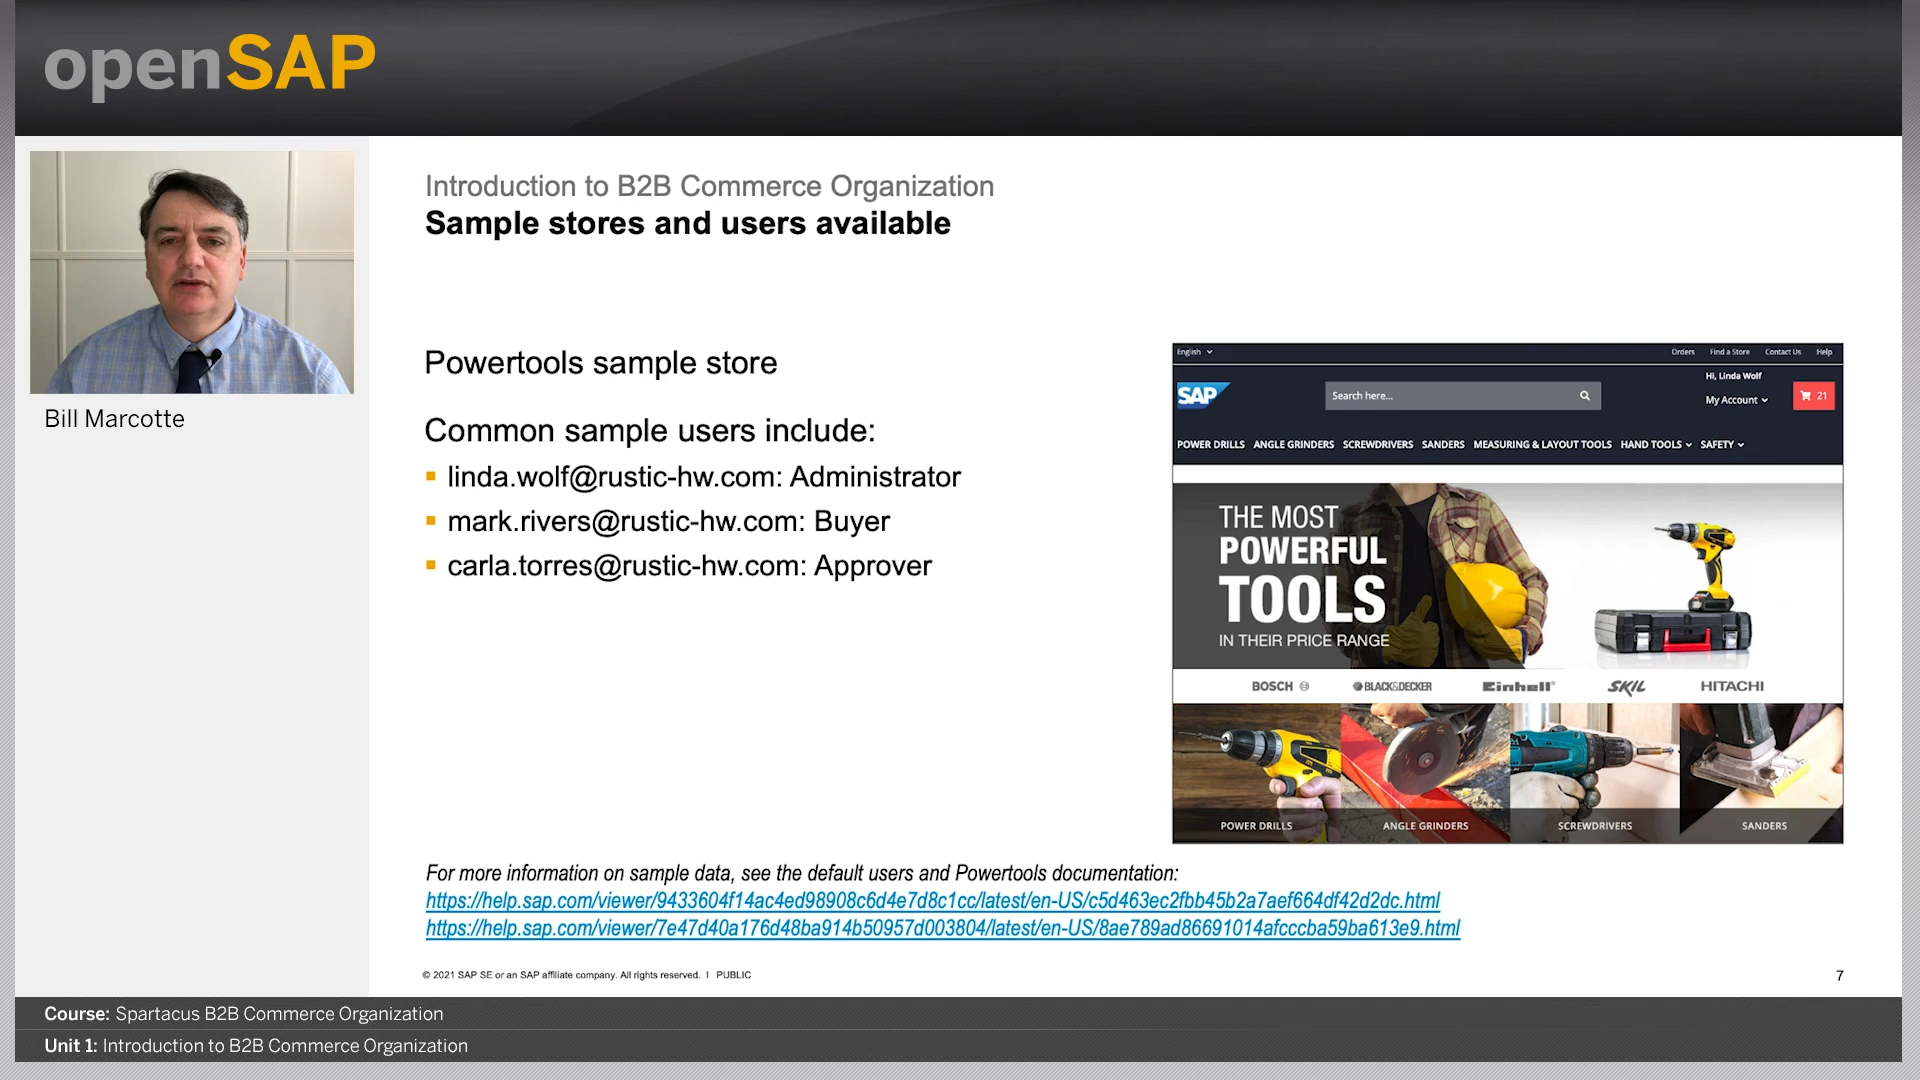 openSAP
Bill Marcotte
Introduction to B2B Commerce Organization
Sample stores and users available
Powertools sample store
Common sample users include:
linda.wolf@rustic-hw.com: Administrator
mark.rivers@rustic-hw.com: Buyer
carla.torres@rustic-hw.com: Approver
English
Orders Find a Store Contact Us Help
Hi, Linda Wolf
SAP
Search here...
My Account
21
POWER DRILLS ANGLE GRINDERS SCREWDRIVERS SANDERS MEASURING & LAYOUT TOOLS HAND TOOLS SAFETY
THE MOST
POWERFUL
TOOLS
IN THEIR PRICE RANGE
BOSCH BLACK&DECKER Einhell SKIL HITACHI
POWER DRILLS ANGLE GRINDERS SCREWDRIVERS SANDERS
For more information on sample data, see the default users and Powertools documentation:
https://help.sap.com/viewer/9433604f14ac4ed98908c6d4e7d8c1cc/latest/en-US/c5d463ec2fbb45b2a7aef664df42d2dc.html
https://help.sap.com/viewer/7e47d40a176d48ba914b50957d003804/latest/en-US/8ae789ad86691014afcccba59ba613e9.html
© 2021 SAP SE or an SAP affiliate company. All rights reserved. I PUBLIC
7
Course: Spartacus B2B Commerce Organization
Unit 1: Introduction to B2B Commerce Organization